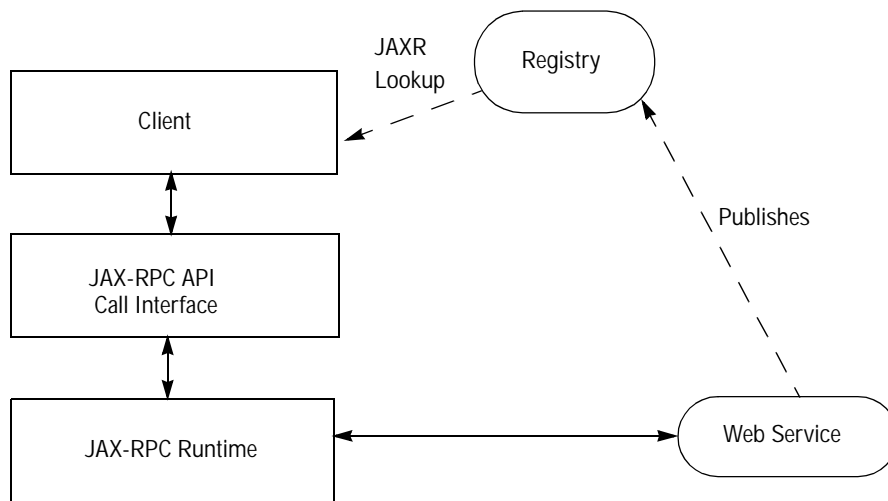 JAXR
Lookup
Registry
Client
Publishes
JAX-RPC API
Call Interface
JAX-RPC Runtime
Web Service